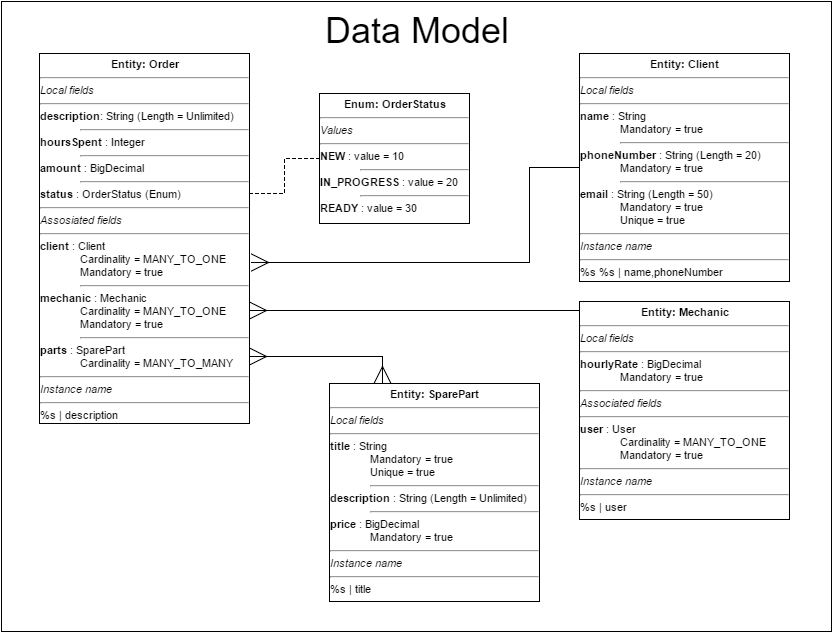 Data Model
Entity: Order
Local fields
description: String (Length = Unlimited)
hoursSpent : Integer
amount : BigDecimal
status : OrderStatus (Enum)
Assosiated fields
client : Client
Cardinality = MANY_TO_ONE
Mandatory = true
mechanic : Mechanic
Cardinality = MANY_TO_ONE
Mandatory = true
parts : SparePart
Cardinality = MANY_TO_MANY
Instance name
%s | description
Enum: OrderStatus
Values
NEW : value = 10
IN_PROGRESS : value = 20
READY : value = 30
Entity: Client
Local fields
name : String
Mandatory = true
phoneNumber : String (Length = 20)
Mandatory = true
email : String (Length = 50)
Mandatory = true
Unique = true
Instance name
%s %s | name,phoneNumber
Entity: Mechanic
Local fields
hourlyRate : BigDecimal
Mandatory = true
Associated fields
user : User
Cardinality = MANY_TO_ONE
Mandatory = true
Instance name
%s | user
Entity: SparePart
Local fields
title : String
Mandatory = true
Unique = true
description : String (Length = Unlimited)
price : BigDecimal
Mandatory = true
Instance name
%s | title